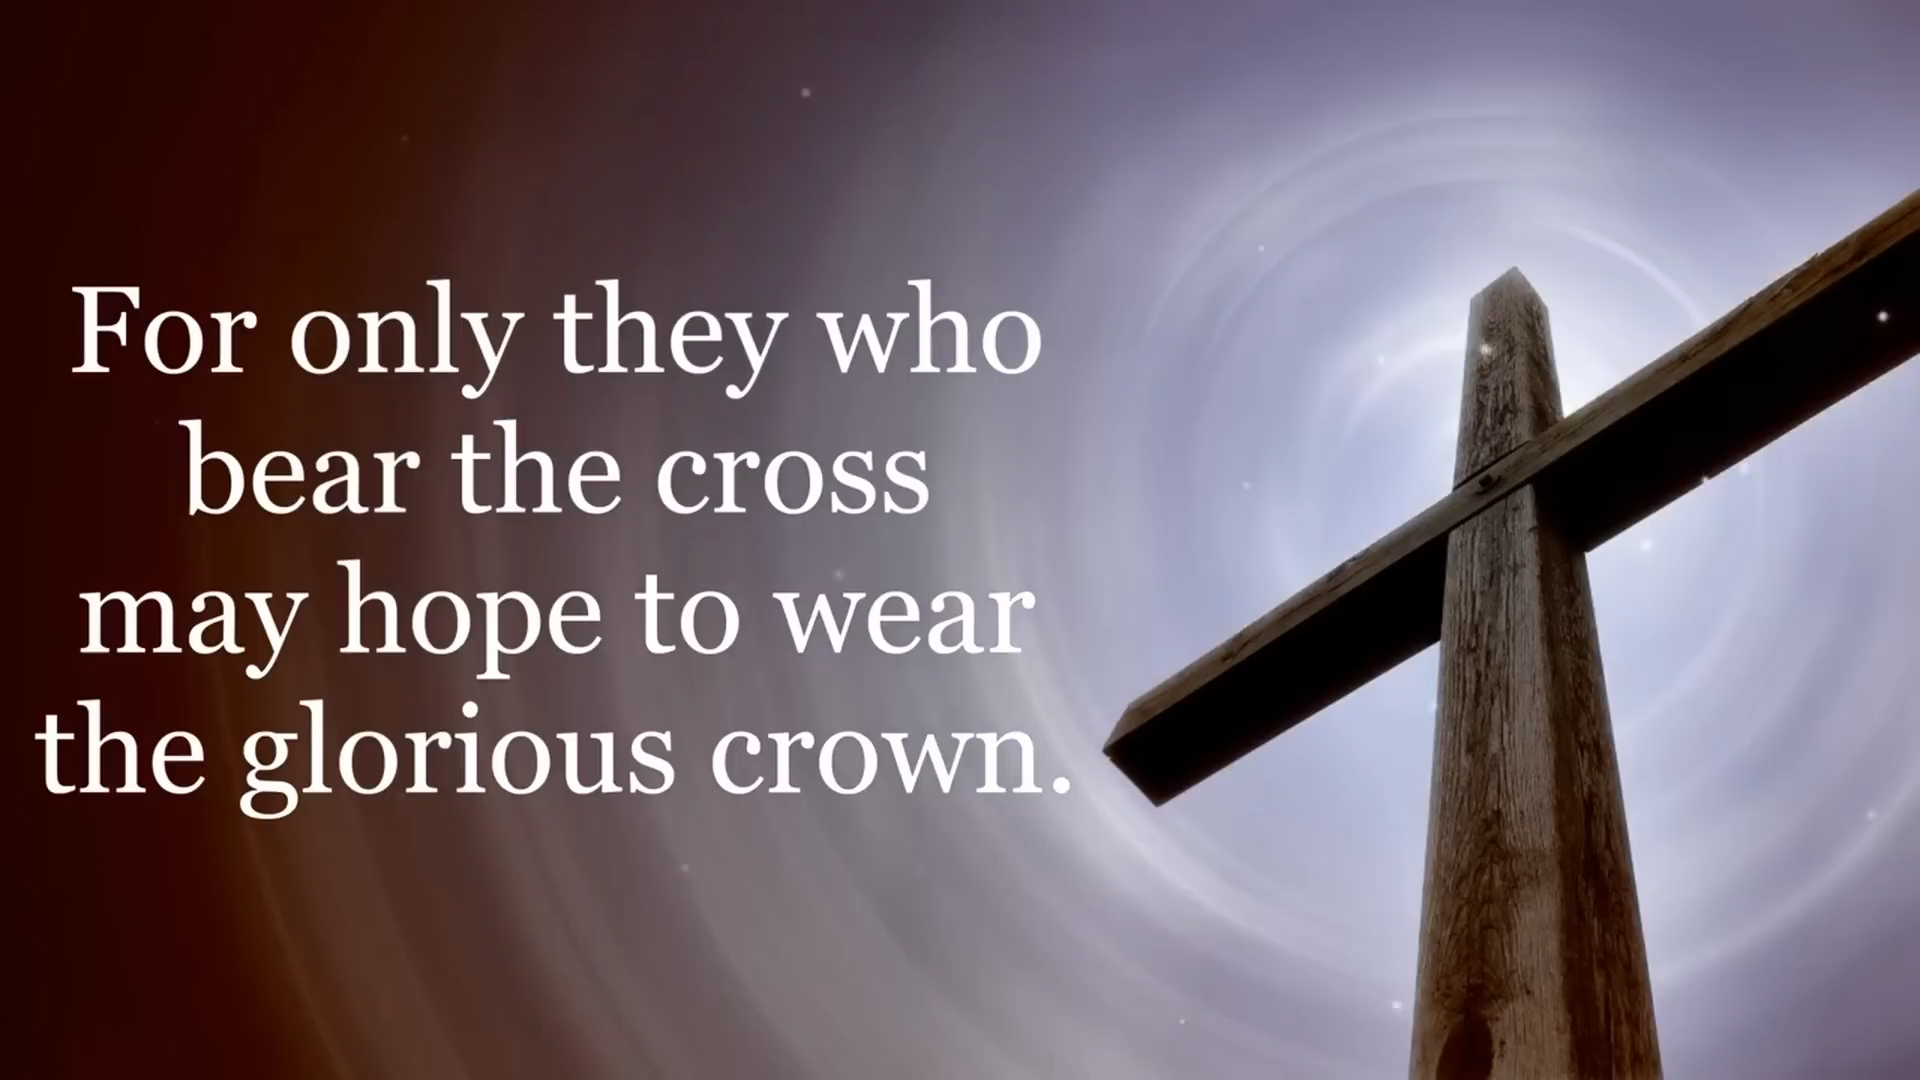 For only they who
bear the cross
may hope to wear
the glorious crown.